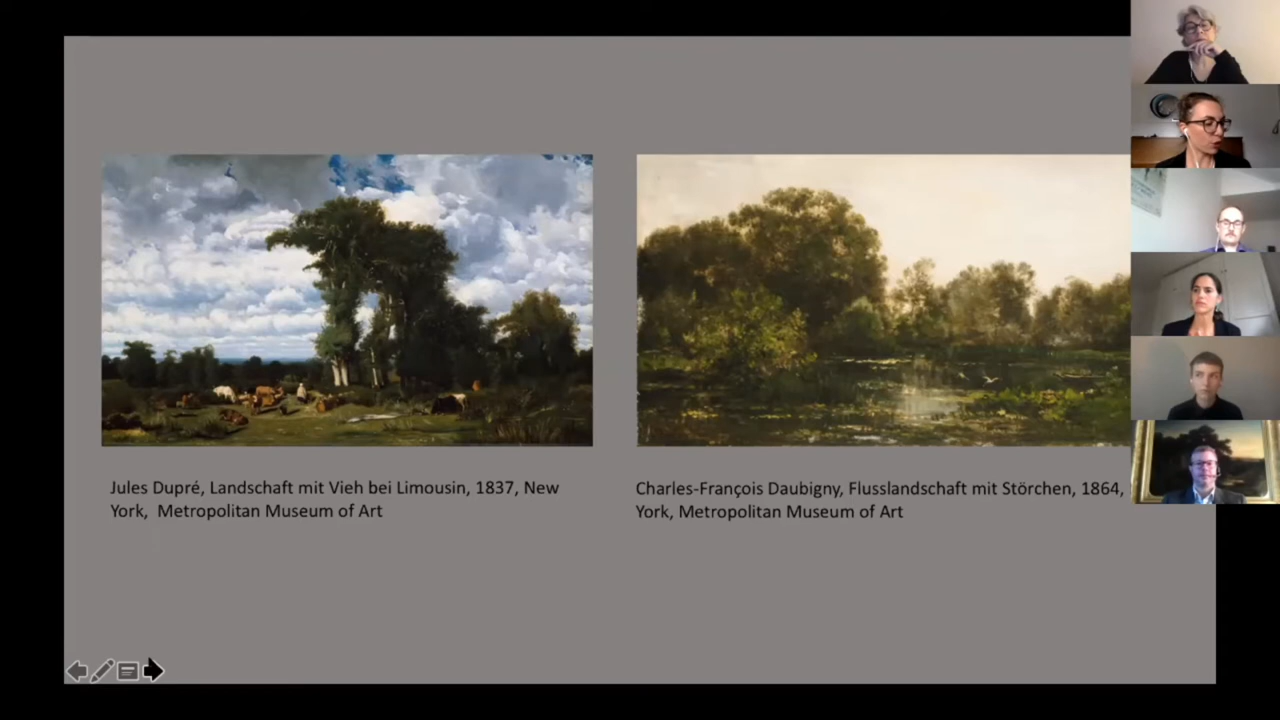 Jules Dupré, Landschaft mit Vieh bei Limousin, 1837, New
York, Metropolitan Museum of Art
Charles-François Daubigny, Flusslandschaft mit Störchen, 1864,
York, Metropolitan Museum of Art